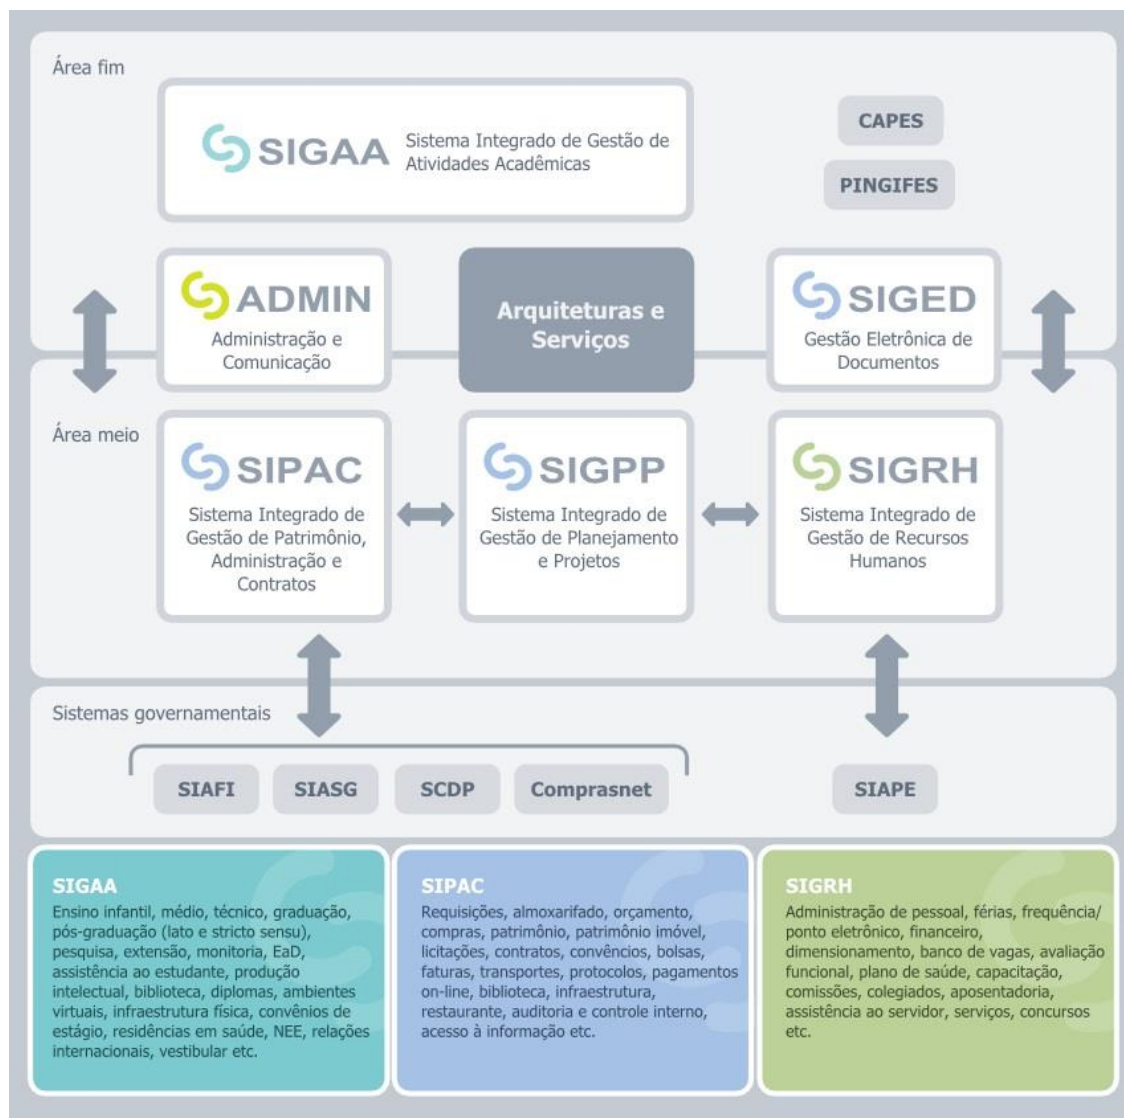 Área fim
SIGAA
Sistema Integrado de Gestão de
Atividades Acadêmicas
CAPES
PINGIFES
ADMIN
Administração e
Comunicação
Arquiteturas e
Serviços
SIGED
Gestão Eletrônica de
Documentos
Área meio
SIPAC
Sistema Integrado de
Gestão de Patrimônio,
Administração e
Contratos
SIGPP
Sistema Integrado de
Gestão de Planejamento
e Projetos
SIGRH
Sistema Integrado de
Gestão de Recursos
Humanos
Sistemas governamentais
SIAFI
SIASG
SCDP
Comprasnet
SIAPE
SIGAA
Ensino infantil, médio, técnico, graduação,
pós-graduação (lato e stricto sensu),
pesquisa, extensão, monitoria, EaD,
assistência ao estudante, produção
intelectual, biblioteca, diplomas, ambientes
virtuais, infraestrutura física, convênios de
estágio, residências em saúde, NEE, relações
internacionais, vestibular etc.
SIPAC
Requisições, almoxarifado, orçamento,
compras, patrimônio, patrimônio imóvel,
licitações, contratos, convêncios, bolsas,
faturas, transportes, protocolos, pagamentos
on-line, biblioteca, infraestrutura,
restaurante, auditoria e controle interno,
acesso à informação etc.
SIGRH
Administração de pessoal, férias, frequência/
ponto eletrônico, financeiro,
dimensionamento, banco de vagas, avaliação
funcional, plano de saúde, capacitação,
comissões, colegiados, aposentadoria,
assistência ao servidor, serviços, concursos
etc.